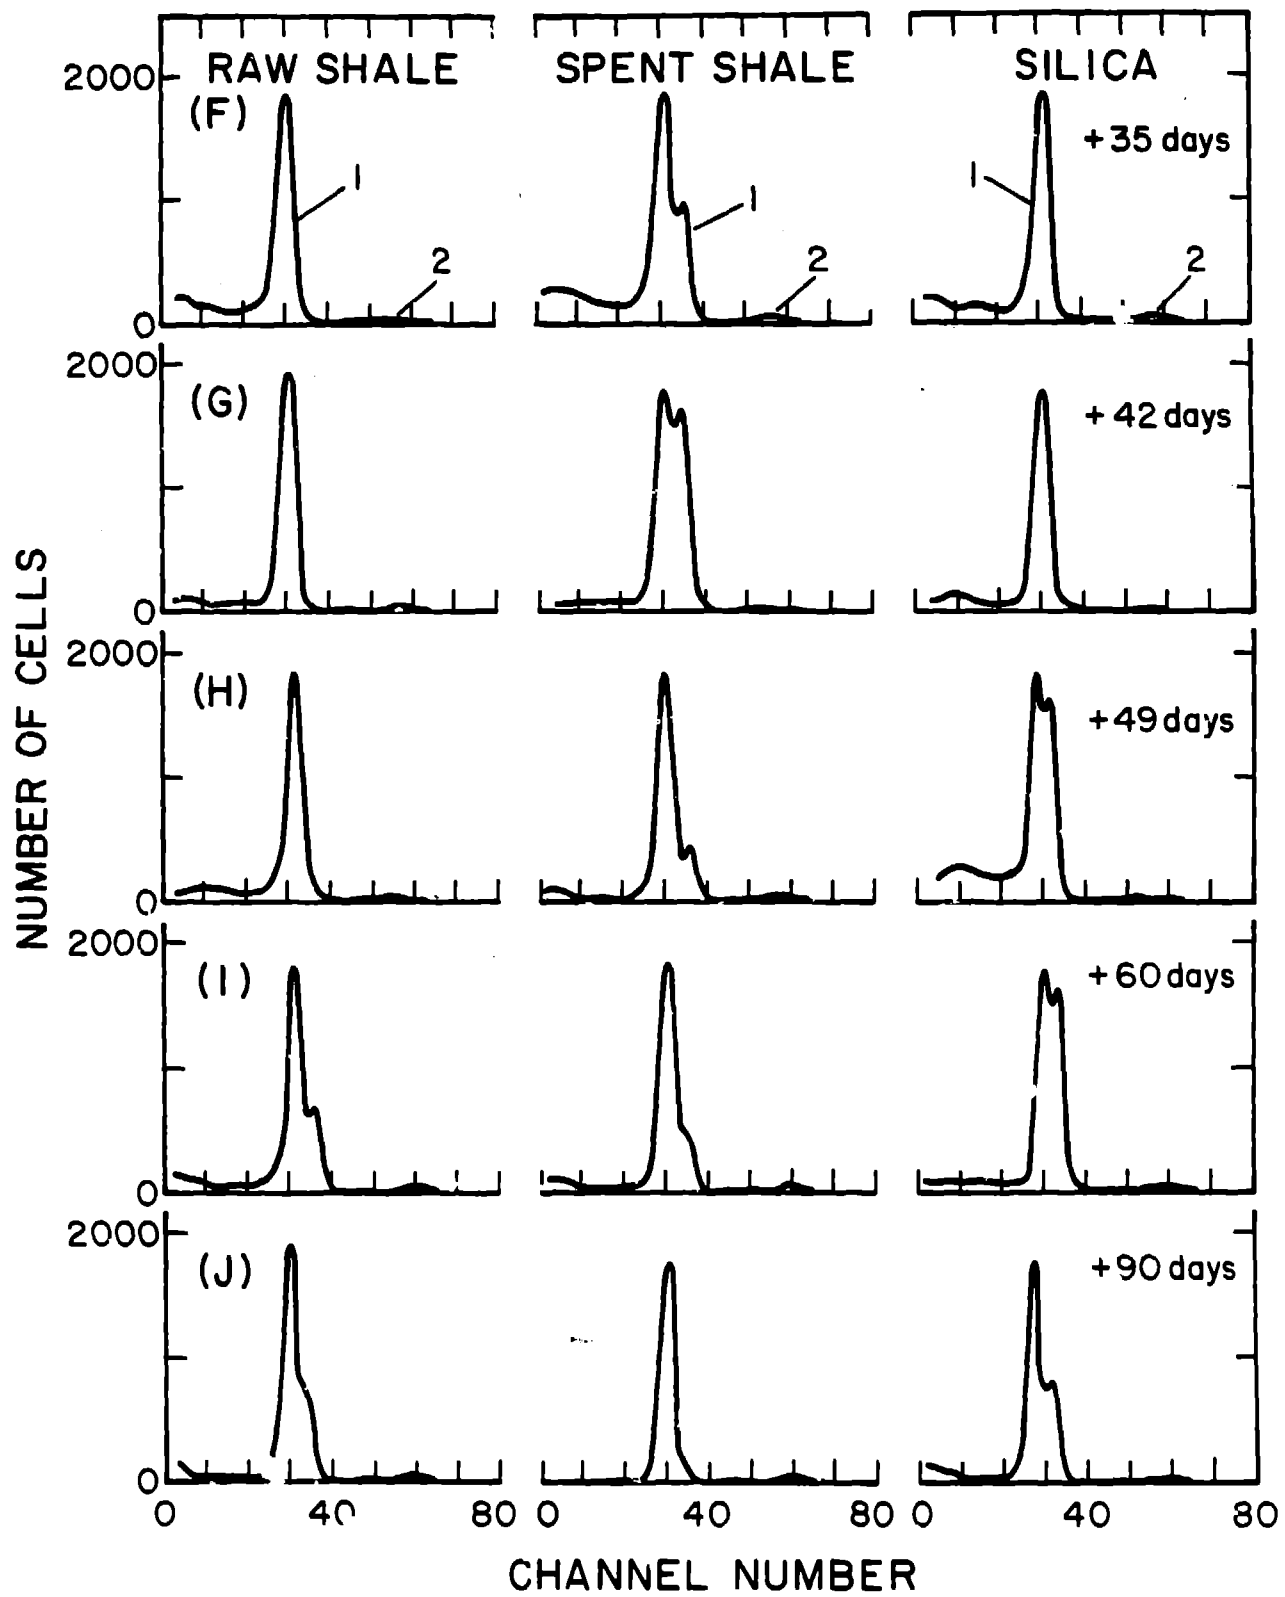 RAW SHALE SPENT SHALE SILICA
2000
(F) +35 days
1 1 1
2 2 2
0
2000
(G) +42 days
0
2000
(H) +49 days
0
2000
(I) +60 days
0
2000
(J) +90 days
0
0 40 80 0 40 80 0 40 80
CHANNEL NUMBER
NUMBER OF CELLS